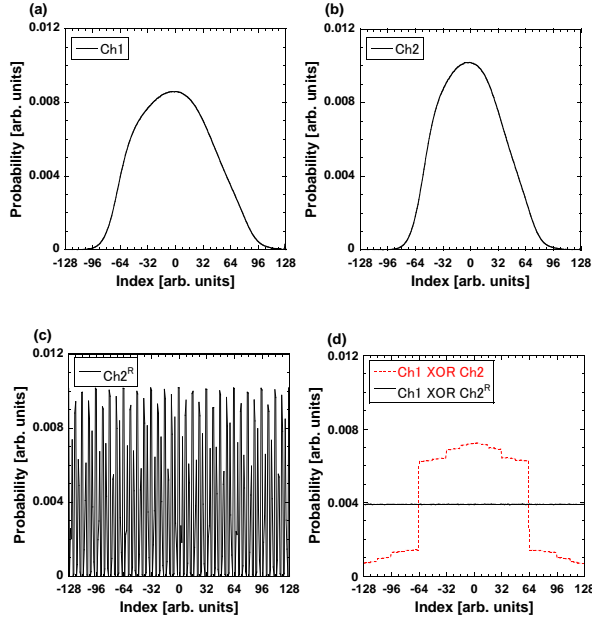 (a)
0.012
Ch1
0.008
0.004
0
Probability [arb. units]
-128 -96 -64 -32 0 32 64 96 128
Index [arb. units]
(b)
0.012
Ch2
0.008
0.004
0
Probability [arb. units]
-128 -96 -64 -32 0 32 64 96 128
Index [arb. units]
(c)
0.012
Ch2ᴿ
0.008
0.004
0
Probability [arb. units]
-128 -96 -64 -32 0 32 64 96 128
Index [arb. units]
(d)
0.012
Ch1 XOR Ch2
Ch1 XOR Ch2ᴿ
0.008
0.004
0
Probability [arb. units]
-128 -96 -64 -32 0 32 64 96 128
Index [arb. units]